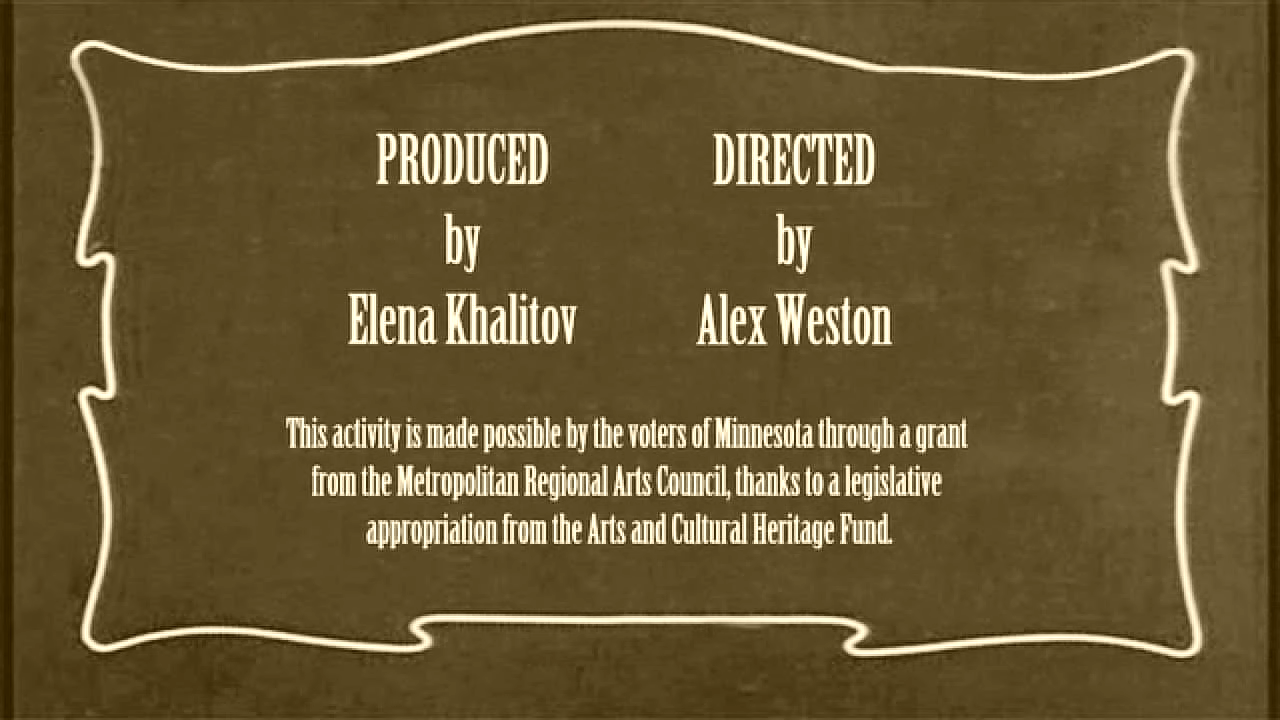 PRODUCED
by
Elena Khalitov
DIRECTED
by
Alex Weston
This activity is made possible by the voters of Minnesota through a grant
from the Metropolitan Regional Arts Council, thanks to a legislative
appropriation from the Arts and Cultural Heritage Fund.